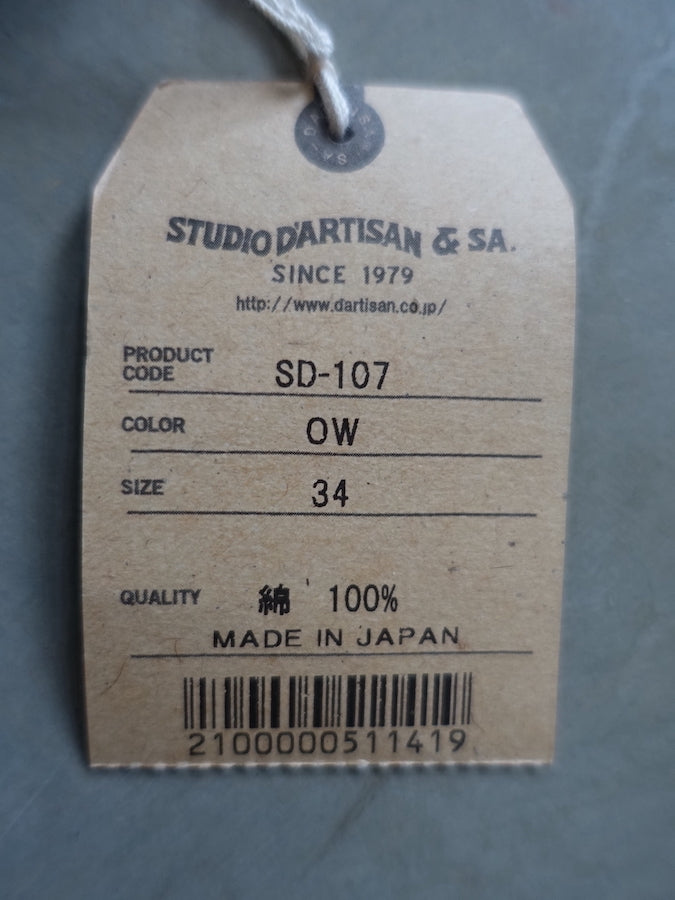 STUDIO D'ARTISAN & SA.
SINCE 1979
http://www.dartisan.co.jp/
PRODUCT CODE SD-107
COLOR OW
SIZE 34
QUALITY 綿 100%
MADE IN JAPAN
2100000511419